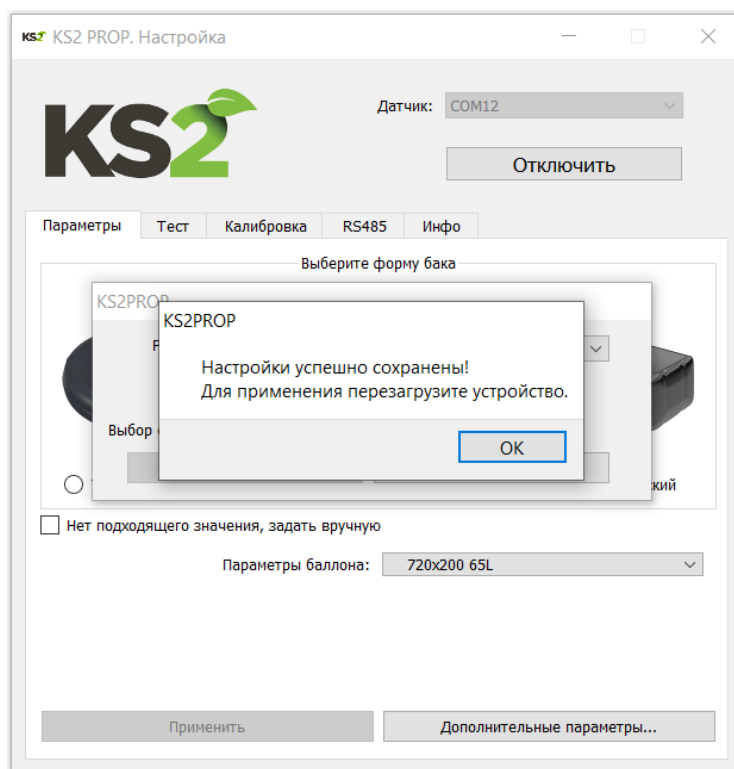 KS2 KS2 PROP. Настройка
KS2
Датчик: COM12
Отключить
Параметры Тест Калибровка RS485 Инфо
Выберите форму бака
KS2PROP
KS2PROP
Настройки успешно сохранены!
Для применения перезагрузите устройство.
Выбор
OK
Нет подходящего значения, задать вручную
Параметры баллона: 720x200 65L
Применить Дополнительные параметры...